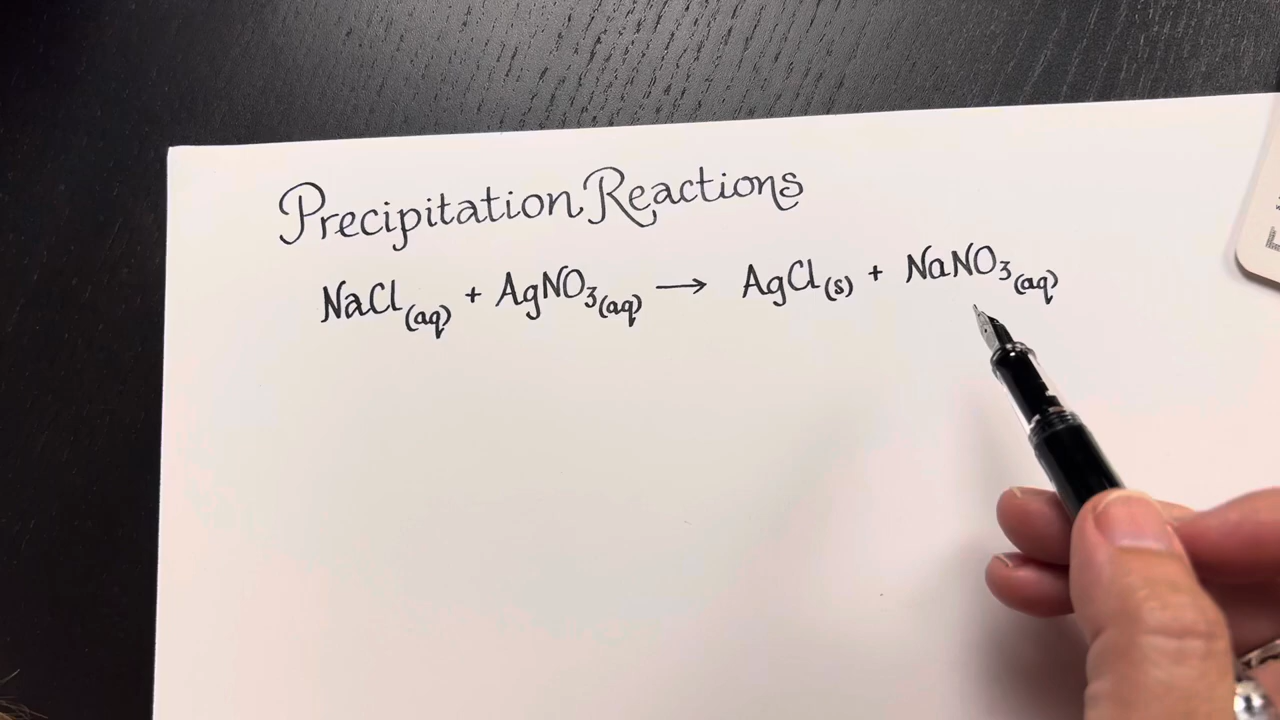 Precipitation Reactions
NaCl(aq) + AgNO₃(aq) ⟶ AgCl(s) + NaNO₃(aq)